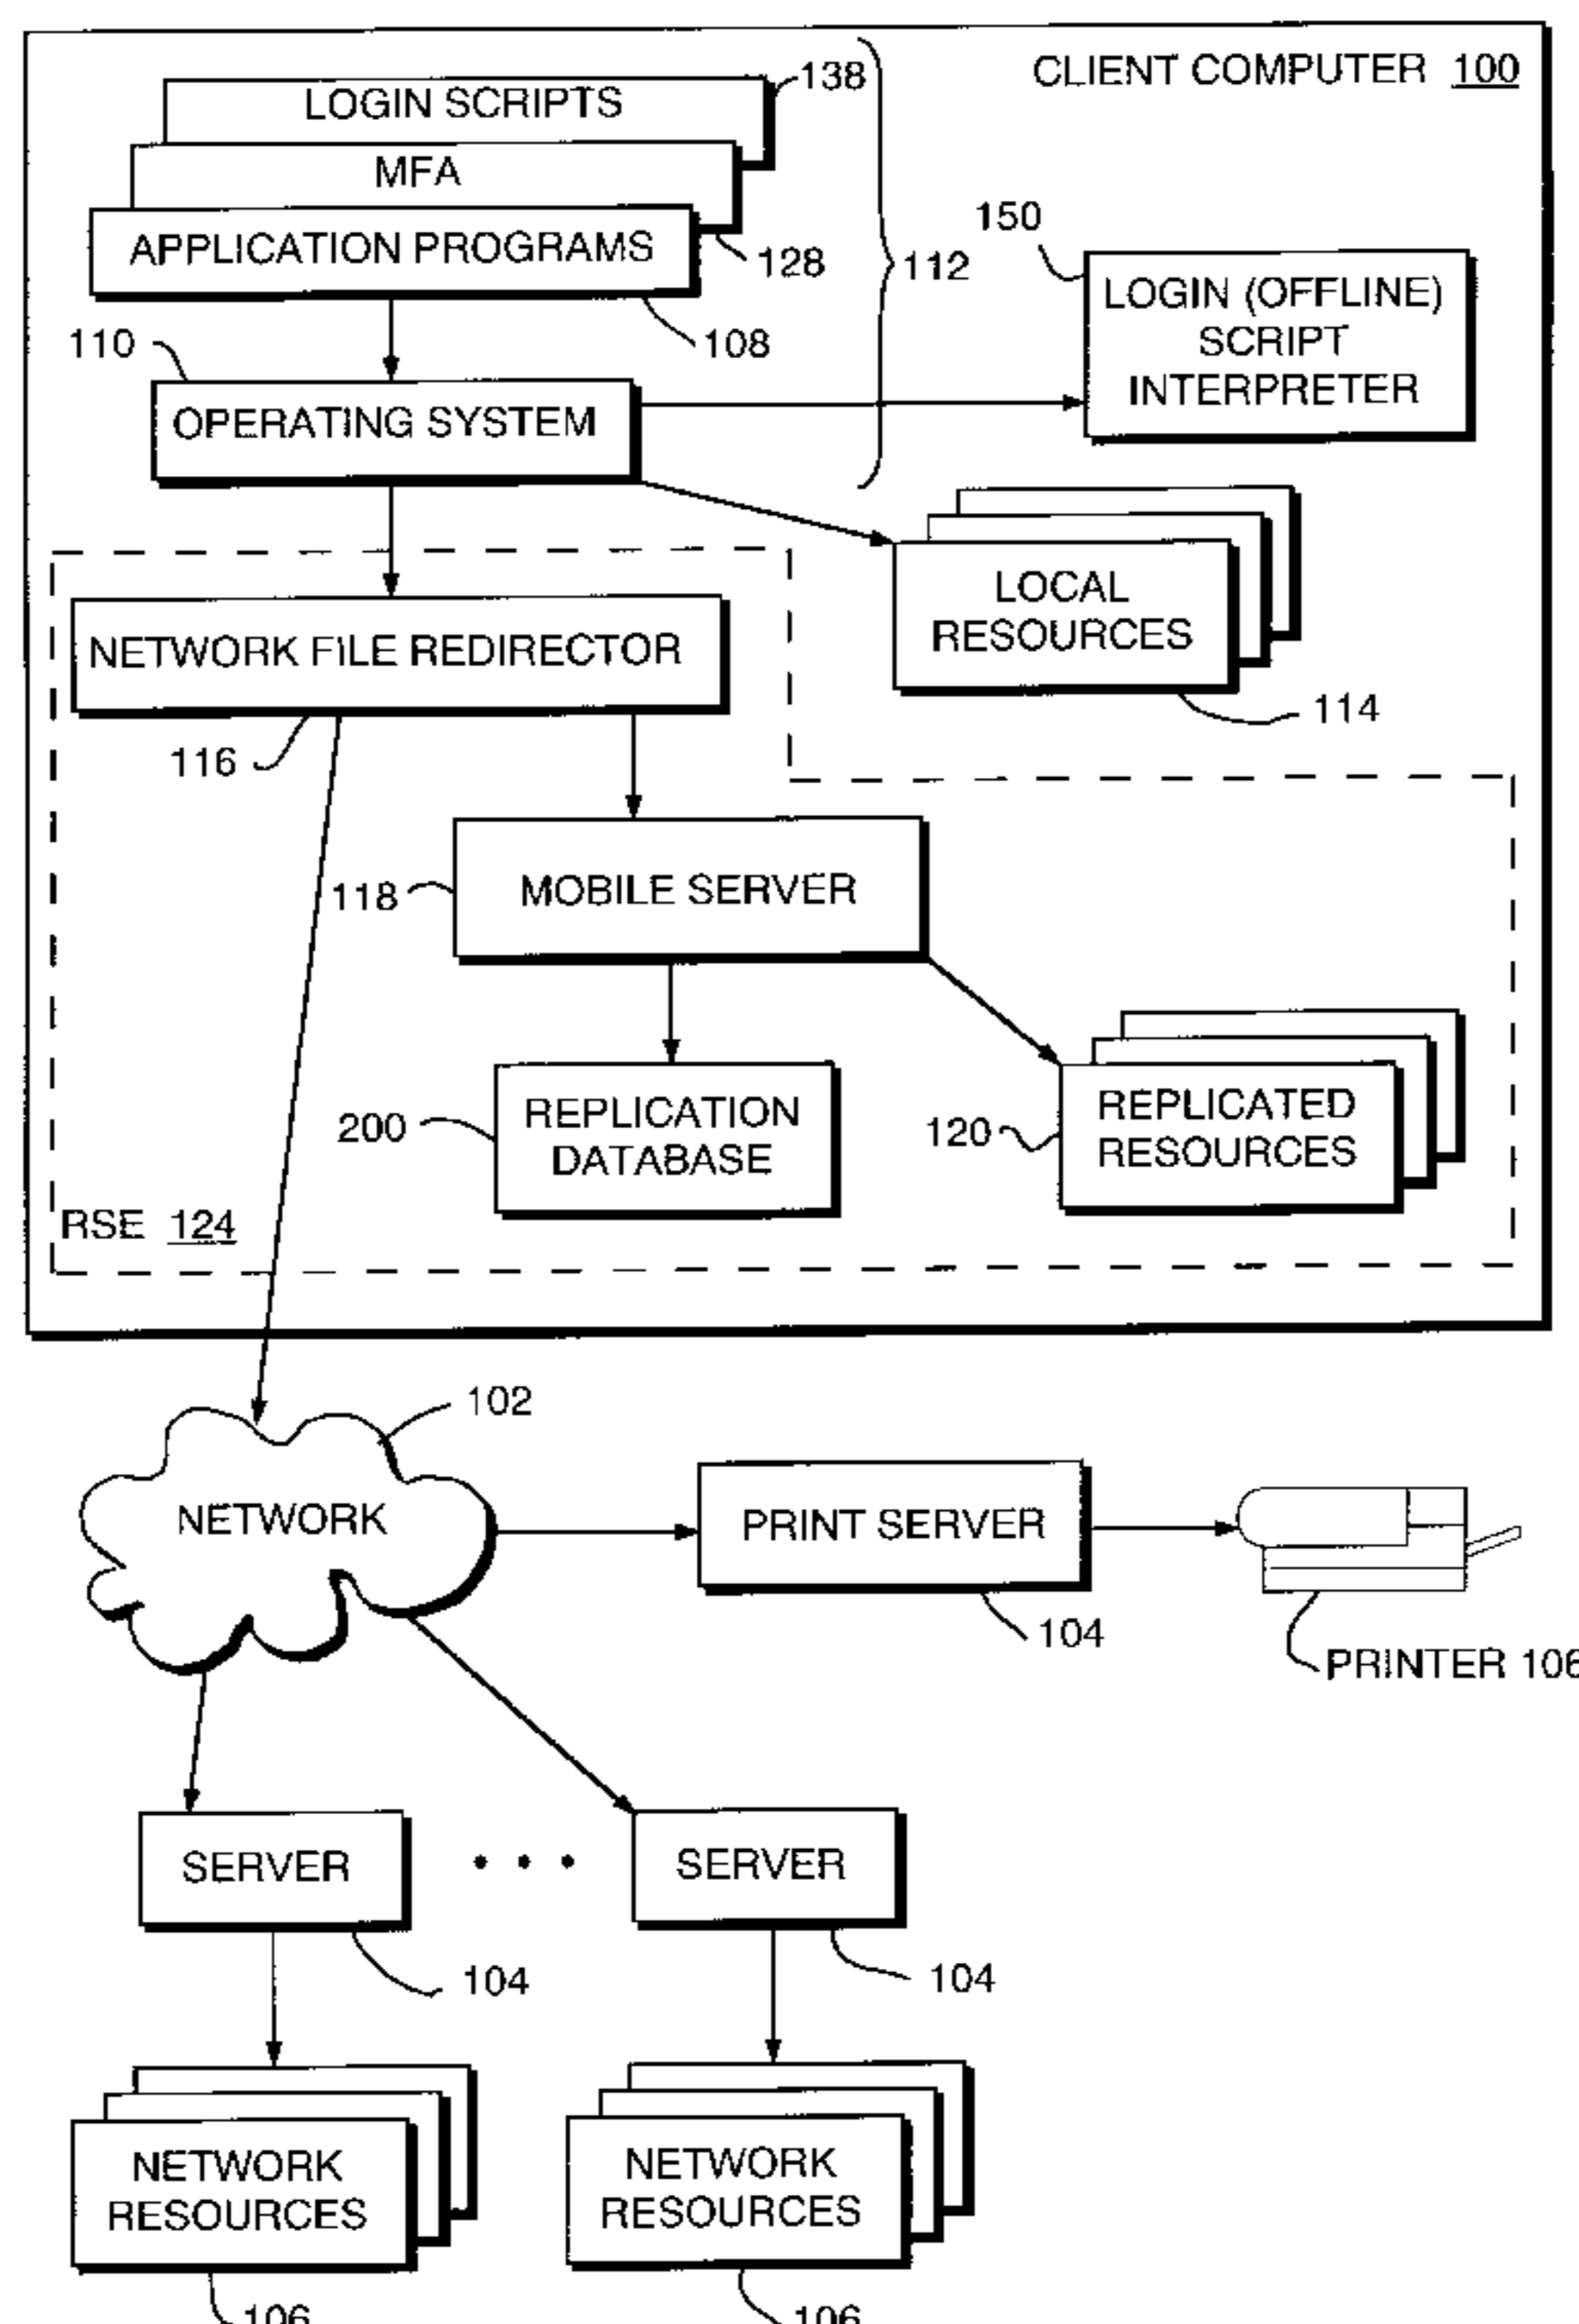 CLIENT COMPUTER 100
138
LOGIN SCRIPTS
MFA
APPLICATION PROGRAMS
128
112
108
150
LOGIN (OFFLINE)
SCRIPT
INTERPRETER
110
OPERATING SYSTEM
LOCAL
RESOURCES
114
NETWORK FILE REDIRECTOR
116
118
MOBILE SERVER
200
REPLICATION
DATABASE
120
REPLICATED
RESOURCES
RSE 124
102
NETWORK
PRINT SERVER
104
PRINTER 106
SERVER
• • •
SERVER
104
104
NETWORK
RESOURCES
NETWORK
RESOURCES
106
106